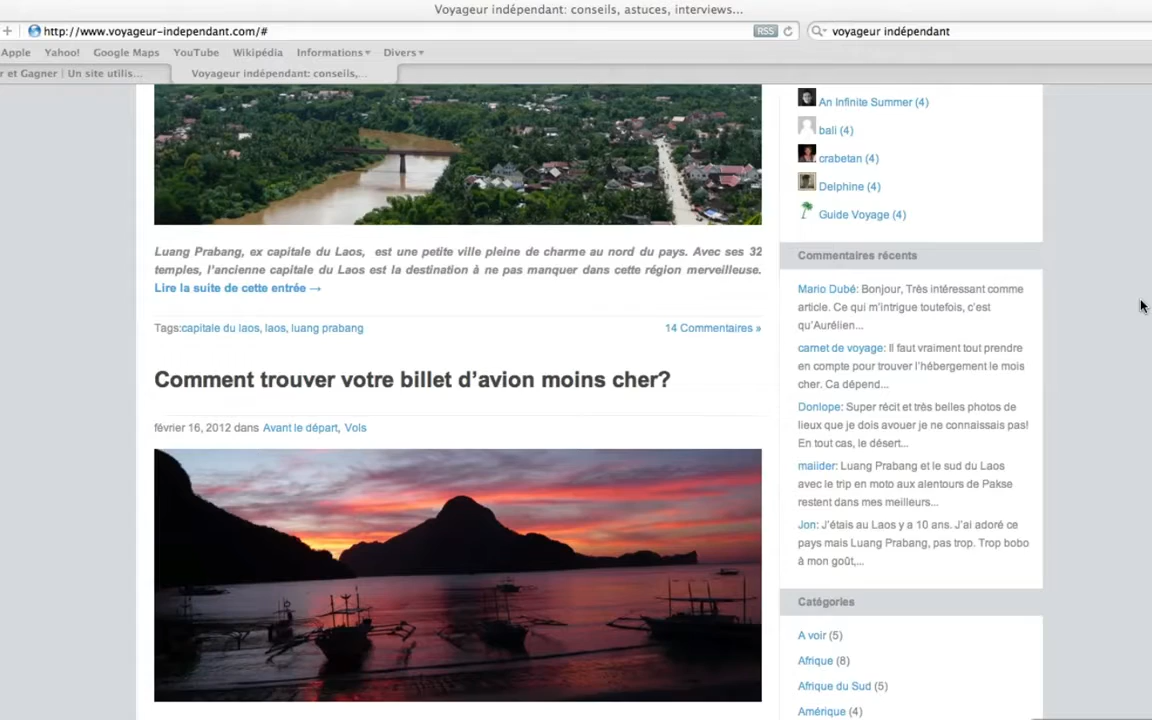 Voyageur indépendant: conseils, astuces, interviews...
http://www.voyageur-independant.com/#
RSS
voyageur indépendant
Apple Yahoo! Google Maps YouTube Wikipédia Informations Divers
r et Gagner | Un site utilis...
Voyageur indépendant: conseils,...
Luang Prabang, ex capitale du Laos, est une petite ville pleine de charme au nord du pays. Avec ses 32
temples, l'ancienne capitale du Laos est la destination à ne pas manquer dans cette région merveilleuse.
Lire la suite de cette entrée →
Tags:capitale du laos, laos, luang prabang
14 Commentaires »
Comment trouver votre billet d'avion moins cher?
février 16, 2012 dans Avant le départ, Vols
An Infinite Summer (4)
bali (4)
crabetan (4)
Delphine (4)
Guide Voyage (4)
Commentaires récents
Mario Dubé: Bonjour, Très intéressant comme
article. Ce qui m'intrigue toutefois, c'est
qu'Aurélien...
carnet de voyage: Il faut vraiment tout prendre
en compte pour trouver l'hébergement le mois
cher. Ca dépend...
Donlope: Super récit et très belles photos de
lieux que je dois avouer je ne connaissais pas!
En tout cas, le désert...
maiider: Luang Prabang et le sud du Laos
avec le trip en moto aux alentours de Pakse
restent dans mes meilleurs...
Jon: J'étais au Laos y a 10 ans. J'ai adoré ce
pays mais Luang Prabang, pas trop. Trop bobo
à mon goût,...
Catégories
A voir (5)
Afrique (8)
Afrique du Sud (5)
Amérique (4)